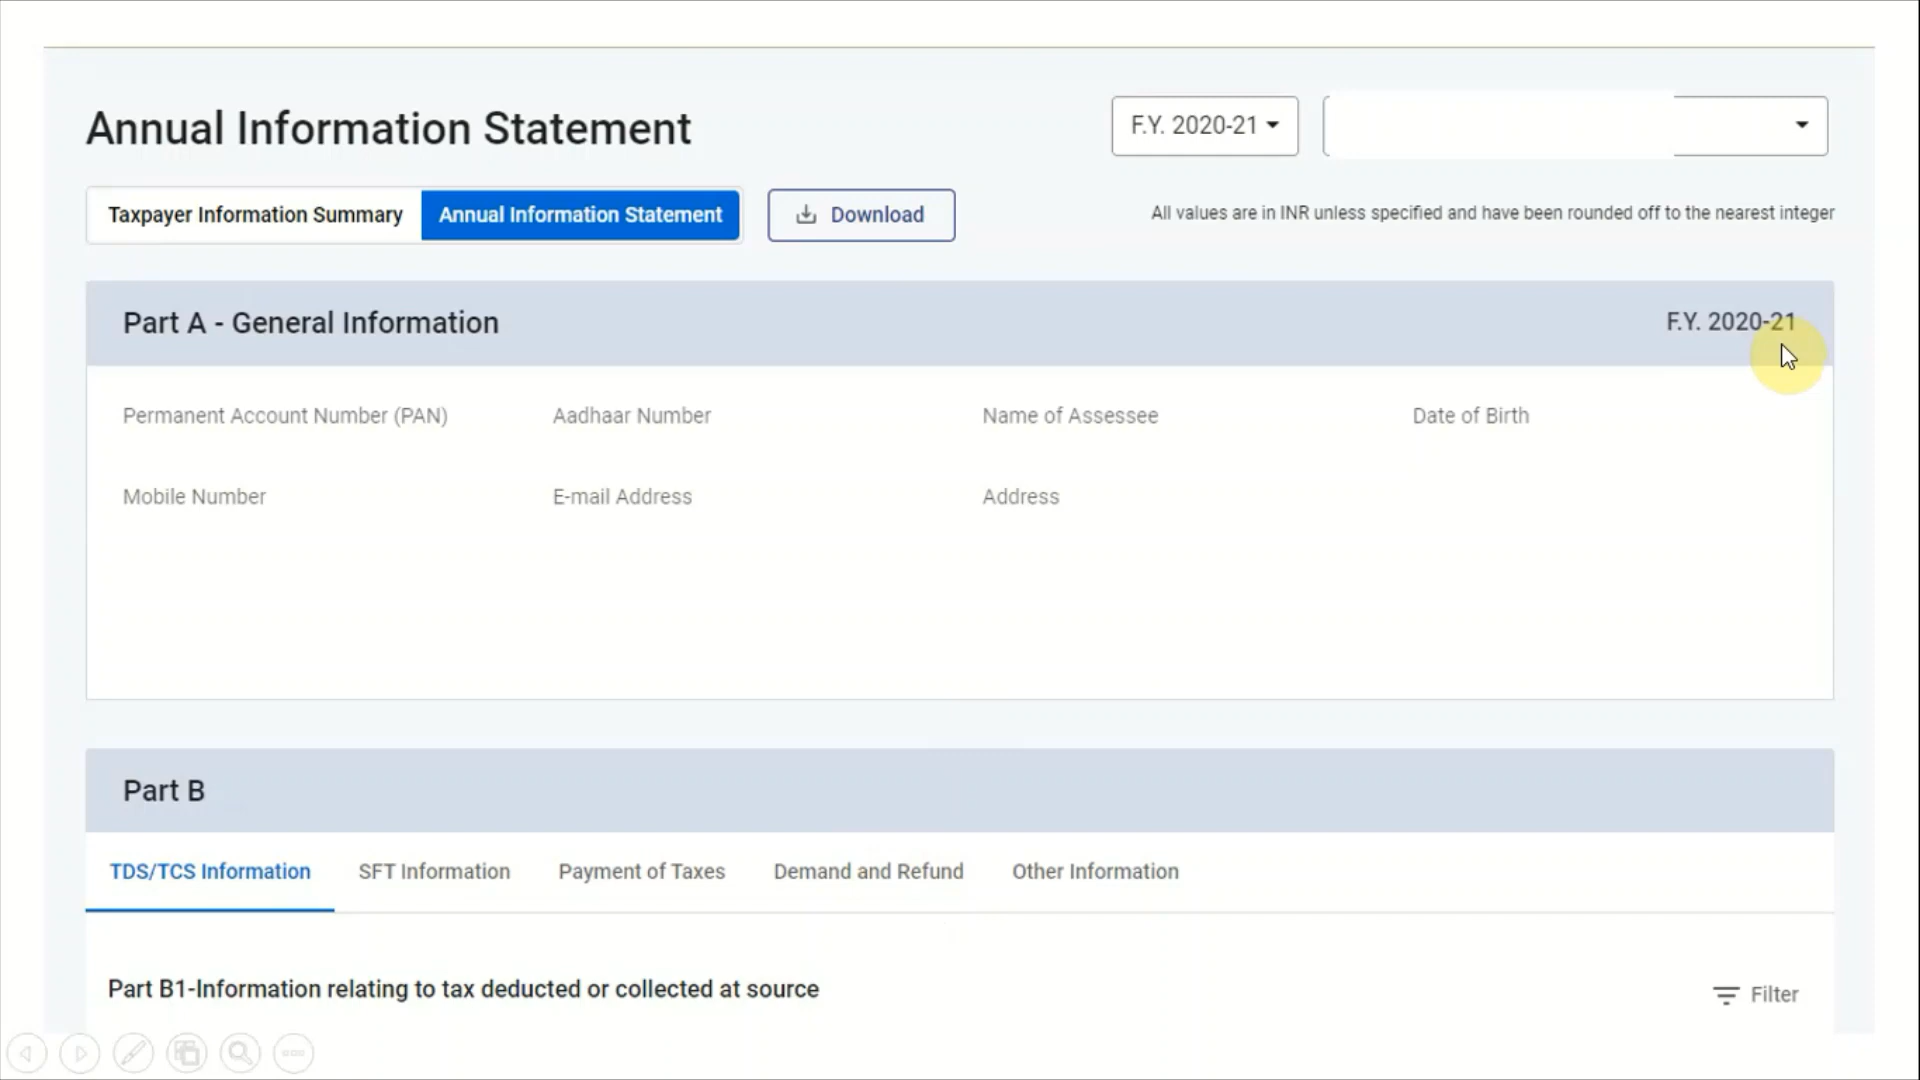 Annual Information Statement
F.Y. 2020-21
Taxpayer Information Summary
Annual Information Statement
Download
All values are in INR unless specified and have been rounded off to the nearest integer
Part A - General Information
F.Y. 2020-21
Permanent Account Number (PAN)
Aadhaar Number
Name of Assessee
Date of Birth
Mobile Number
E-mail Address
Address
Part B
TDS/TCS Information
SFT Information
Payment of Taxes
Demand and Refund
Other Information
Part B1-Information relating to tax deducted or collected at source
Filter